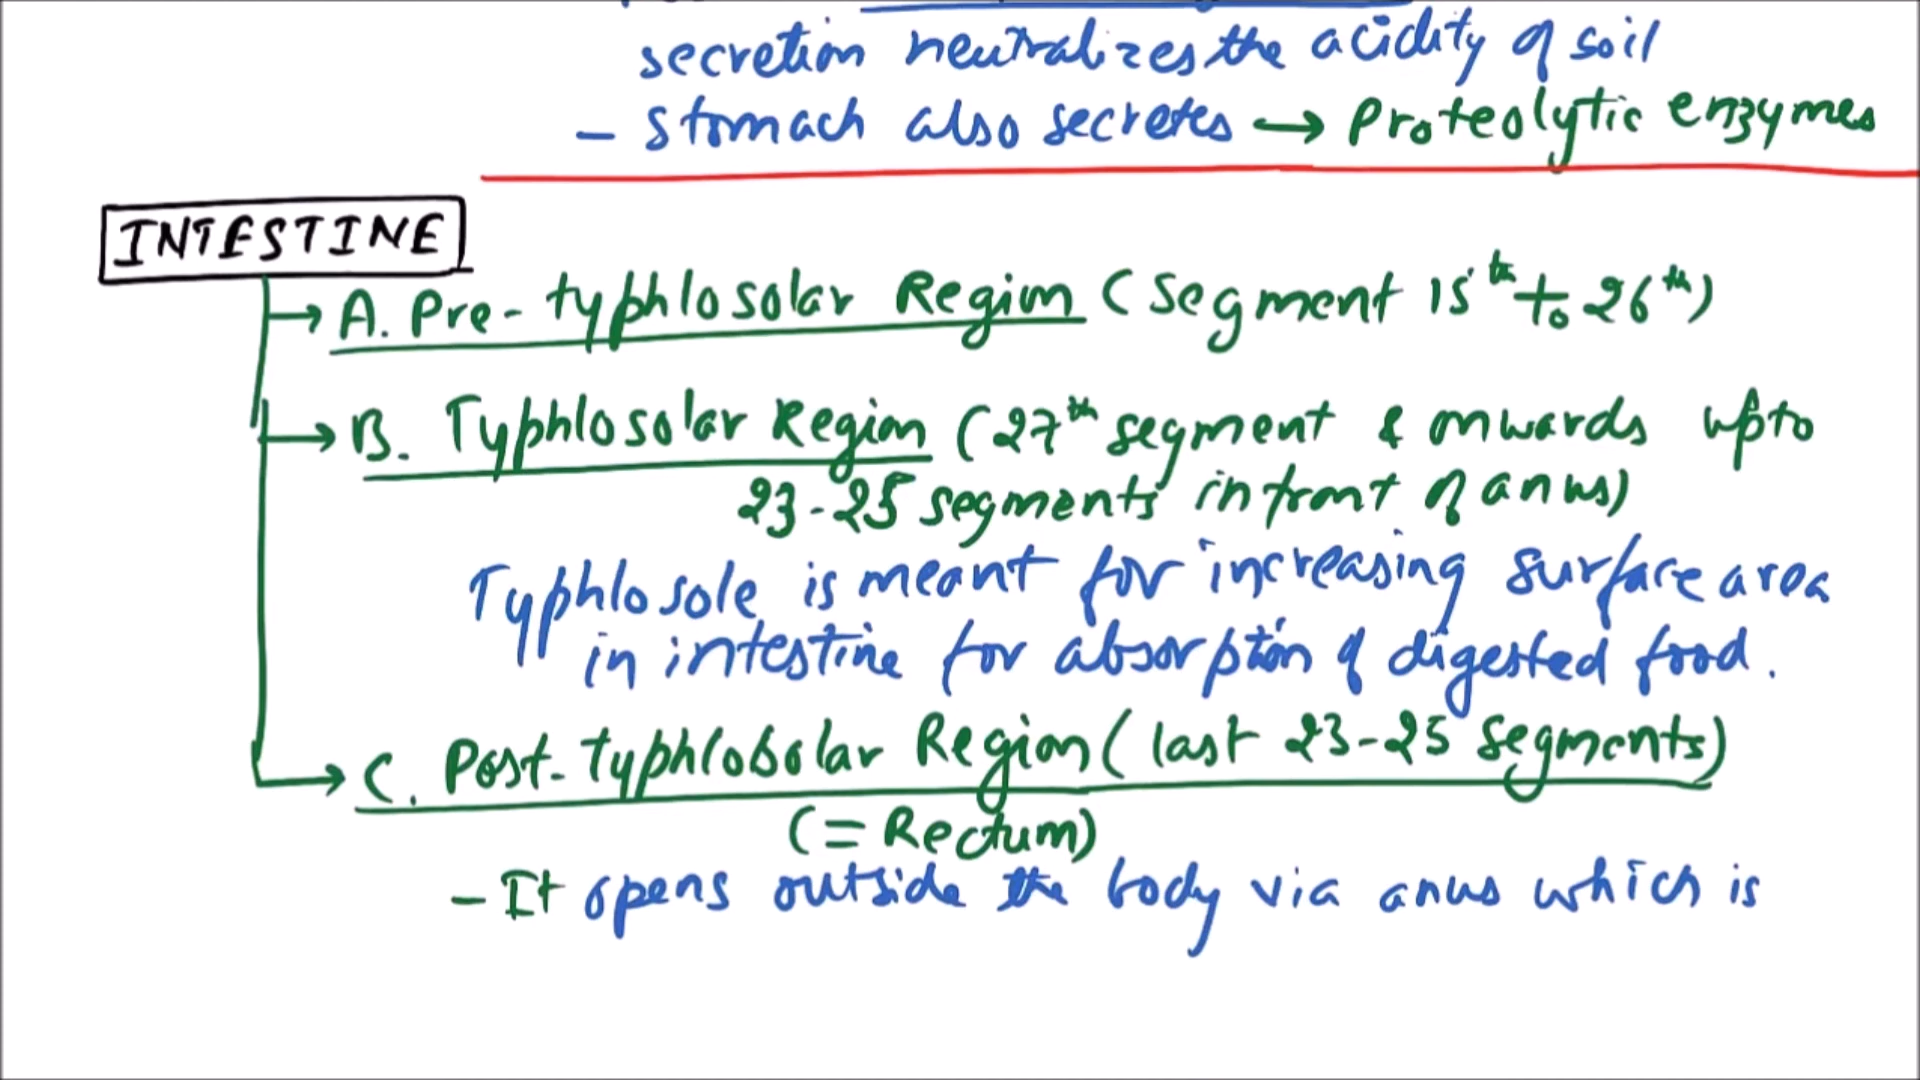 secretion neutralizes the acidity of soil
- stomach also secretes → Proteolytic enzymes
INTESTINE
→ A. Pre-typhlosolar Region (segment 15th to 26th)
→ B. Typhlosolar Region (27th segment & onwards upto
23-25 segments in front of anus)
Typhlosole is meant for increasing surface area
in intestine for absorption of digested food.
→ C. Post-typhlobolar Region (last 23-25 segments)
(= Rectum)
- It opens outside the body via anus which is